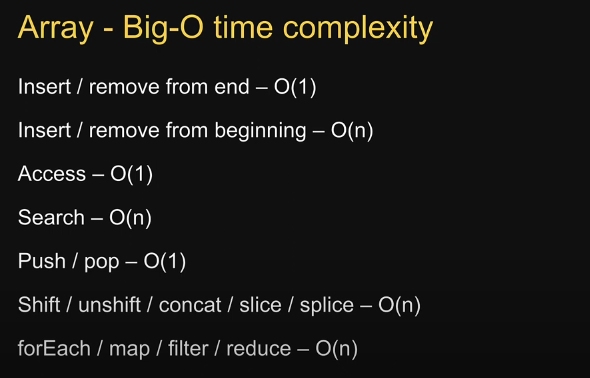 Array - Big-O time complexity
Insert / remove from end – O(1)
Insert / remove from beginning – O(n)
Access – O(1)
Search – O(n)
Push / pop – O(1)
Shift / unshift / concat / slice / splice – O(n)
forEach / map / filter / reduce – O(n)